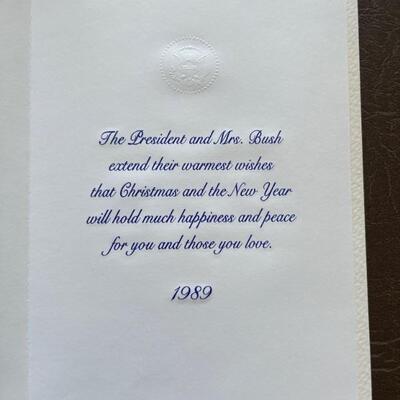 The President and Mrs. Bush
extend their warmest wishes
that Christmas and the New Year
will hold much happiness and peace
for you and those you love.
1989